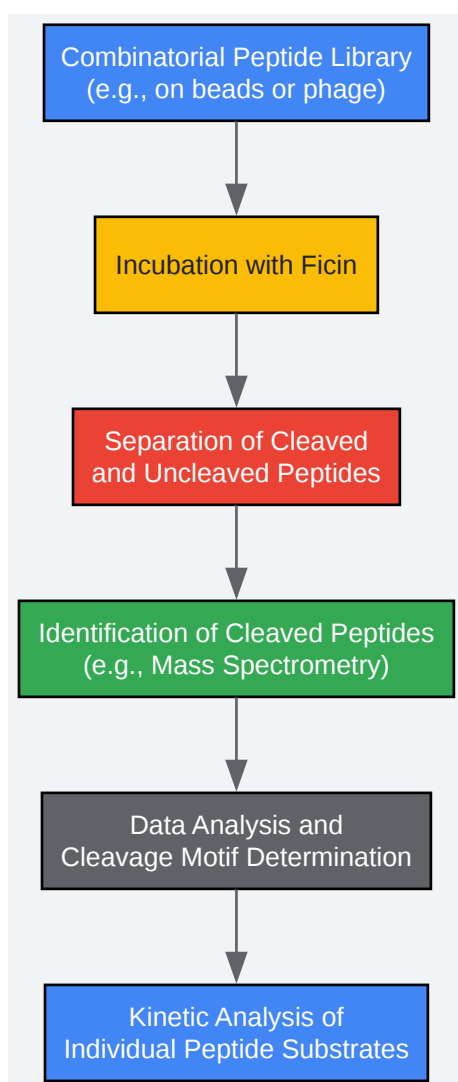 Combinatorial Peptide Library
(e.g., on beads or phage)
Incubation with Ficin
Separation of Cleaved
and Uncleaved Peptides
Identification of Cleaved Peptides
(e.g., Mass Spectrometry)
Data Analysis and
Cleavage Motif Determination
Kinetic Analysis of
Individual Peptide Substrates